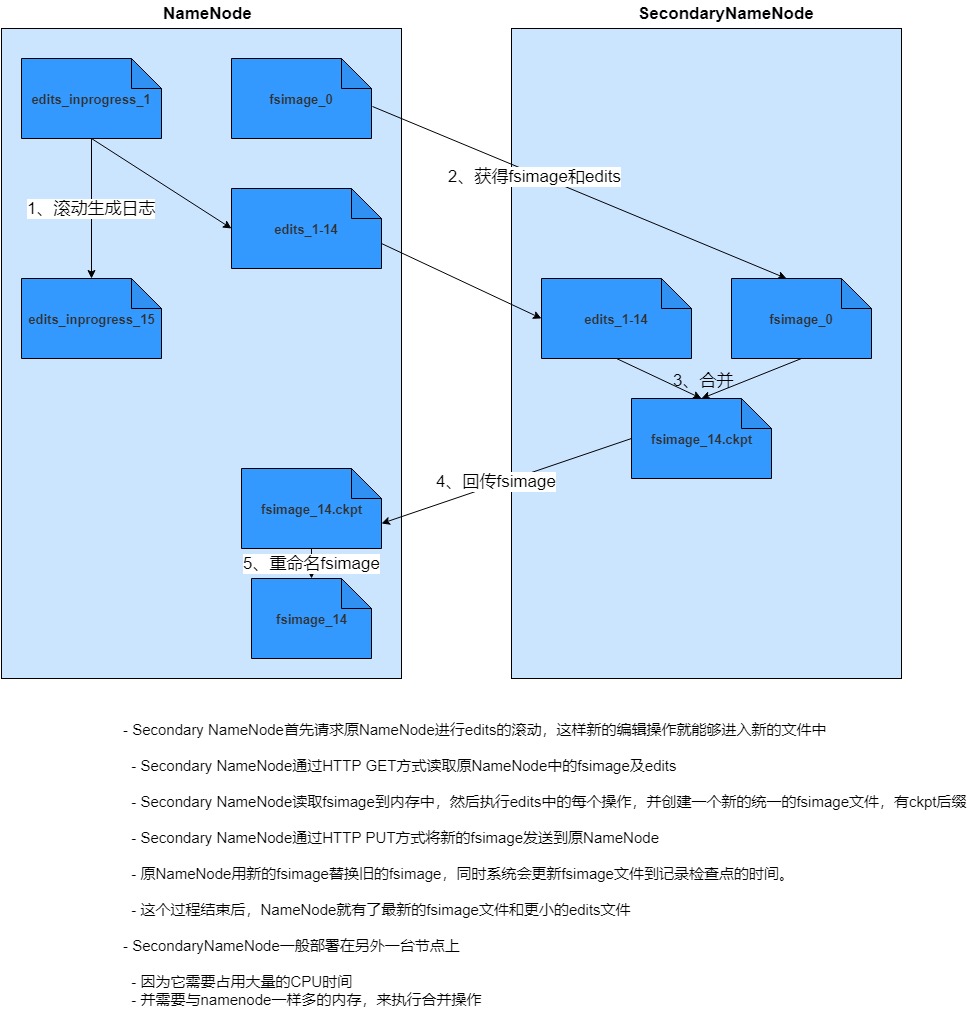 NameNode
SecondaryNameNode
edits_inprogress_1
fsimage_0
2、获得fsimage和edits
1、滚动生成日志
edits_1-14
edits_inprogress_15
edits_1-14
fsimage_0
3、合并
fsimage_14.ckpt
4、回传fsimage
fsimage_14.ckpt
5、重命名fsimage
fsimage_14
- Secondary NameNode首先请求原NameNode进行edits的滚动，这样新的编辑操作就能够进入新的文件中
- Secondary NameNode通过HTTP GET方式读取原NameNode中的fsimage及edits
- Secondary NameNode读取fsimage到内存中，然后执行edits中的每个操作，并创建一个新的统一的fsimage文件，有ckpt后缀
- Secondary NameNode通过HTTP PUT方式将新的fsimage发送到原NameNode
- 原NameNode用新的fsimage替换旧的fsimage，同时系统会更新fsimage文件到记录检查点的时间。
- 这个过程结束后，NameNode就有了最新的fsimage文件和更小的edits文件
- SecondaryNameNode一般部署在另外一台节点上
- 因为它需要占用大量的CPU时间
- 并需要与namenode一样多的内存，来执行合并操作